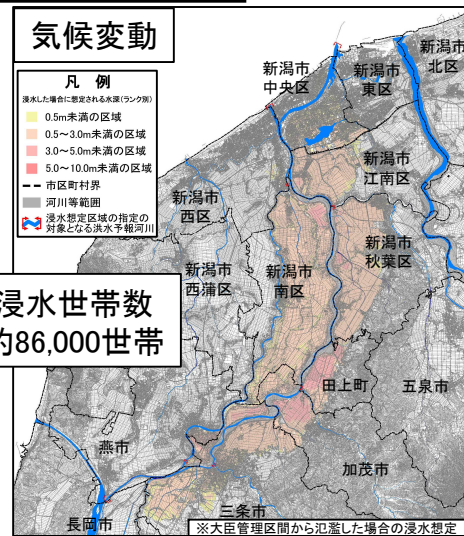 気候変動
凡 例
浸水した場合に想定される水深(ランク別)
0.5m未満の区域
0.5～3.0m未満の区域
3.0～5.0m未満の区域
5.0～10.0m未満の区域
市区町村界
河川等範囲
浸水想定区域の指定の
対象となる洪水予報河川
新潟市
中央区
新潟市
東区
新潟市
北区
新潟市
江南区
新潟市
西区
新潟市
秋葉区
新潟市
南区
新潟市
西蒲区
浸水世帯数
約86,000世帯
田上町
五泉市
燕市
加茂市
三条市
長岡市
※大臣管理区間から氾濫した場合の浸水想定